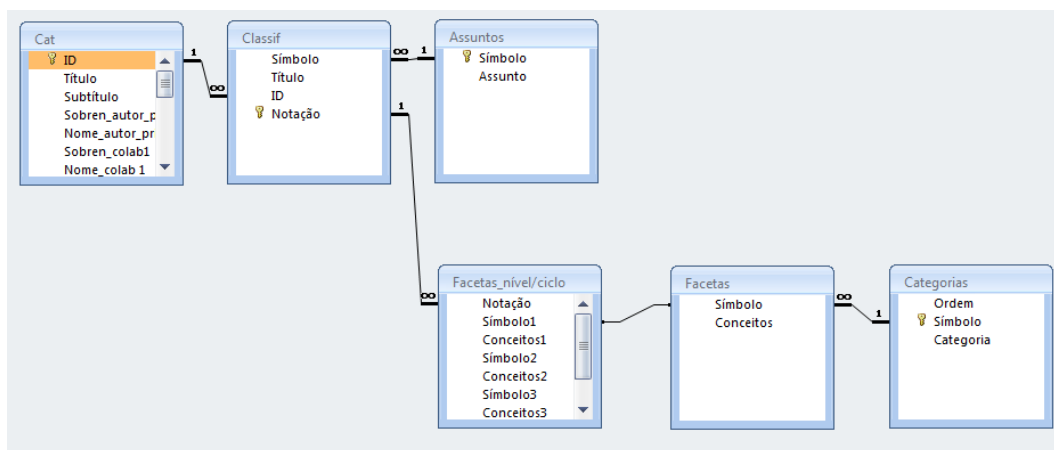 Cat
ID
Título
Subtítulo
Sobren_autor_p
Nome_autor_pr
Sobren_colab1
Nome_colab 1
1
∞
Classif
Símbolo
Título
ID
Notação
∞
1
1
Assuntos
Símbolo
Assunto
∞
Facetas_nível/ciclo
Notação
Símbolo1
Conceitos1
Símbolo2
Conceitos2
Símbolo3
Conceitos3
Facetas
Símbolo
Conceitos
∞
1
Categorias
Ordem
Símbolo
Categoria